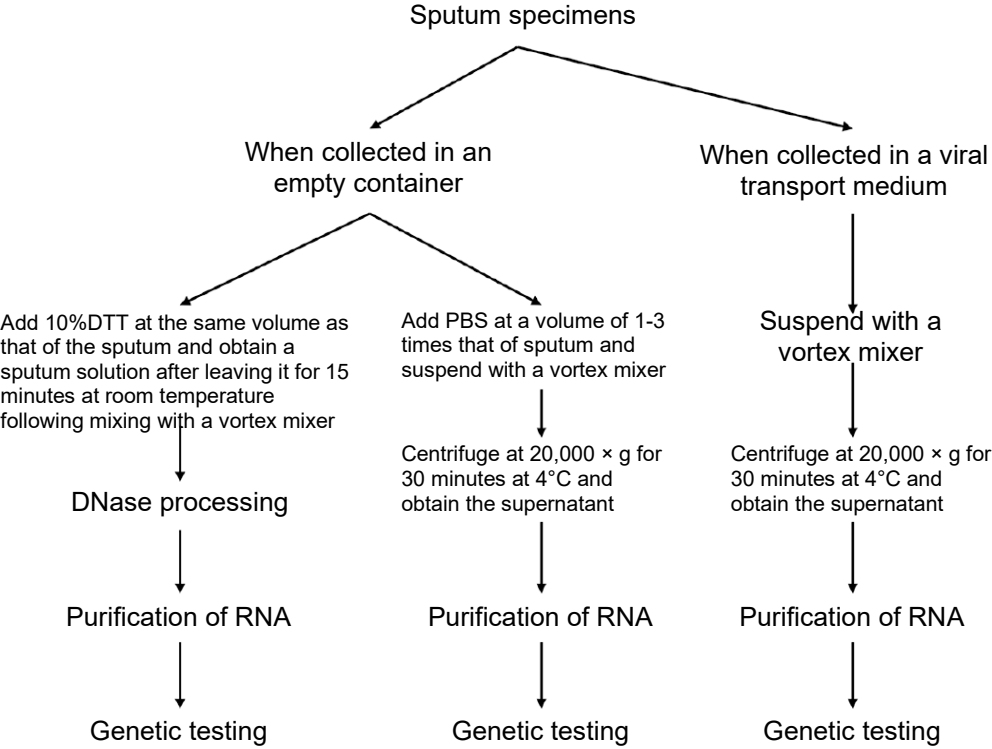 Sputum specimens
When collected in an
empty container
When collected in a viral
transport medium
Add 10%DTT at the same volume as
that of the sputum and obtain a
sputum solution after leaving it for 15
minutes at room temperature
following mixing with a vortex mixer
Add PBS at a volume of 1-3
times that of sputum and
suspend with a vortex mixer
Suspend with a
vortex mixer
DNase processing
Centrifuge at 20,000 × g for
30 minutes at 4°C and
obtain the supernatant
Centrifuge at 20,000 × g for
30 minutes at 4°C and
obtain the supernatant
Purification of RNA
Purification of RNA
Purification of RNA
Genetic testing
Genetic testing
Genetic testing